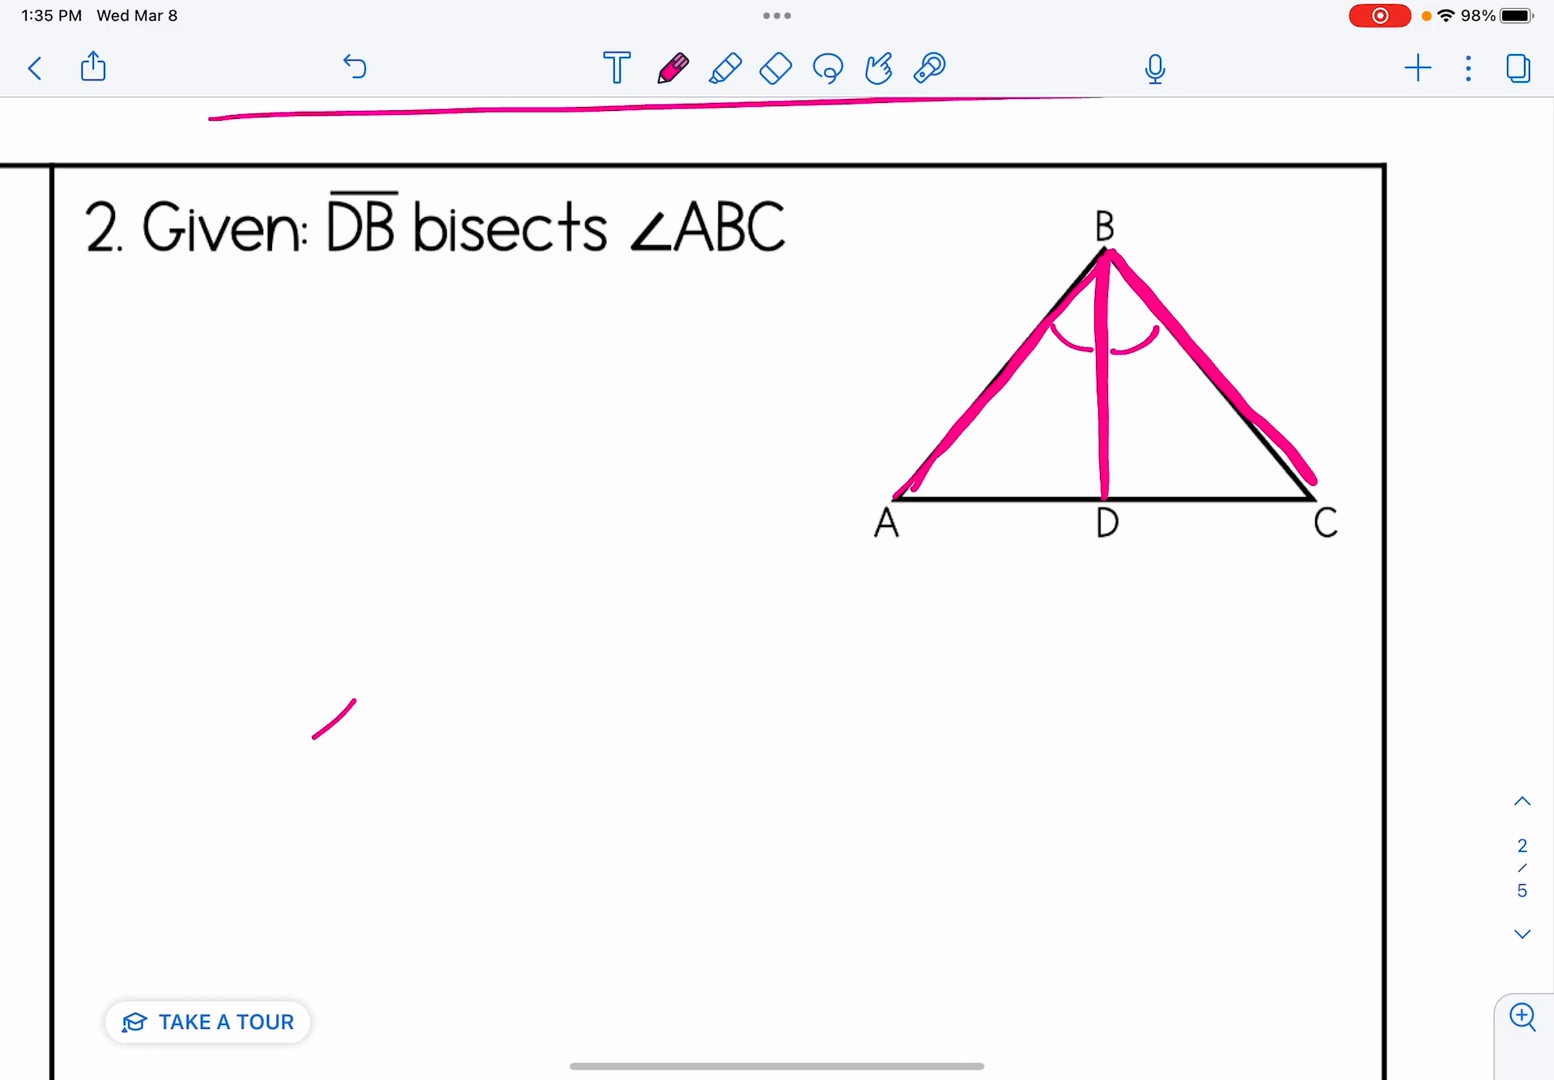 1:35 PM Wed Mar 8
98%
T
2. Given: DB bisects ∠ABC
B
A
D
C
2
/
5
TAKE A TOUR